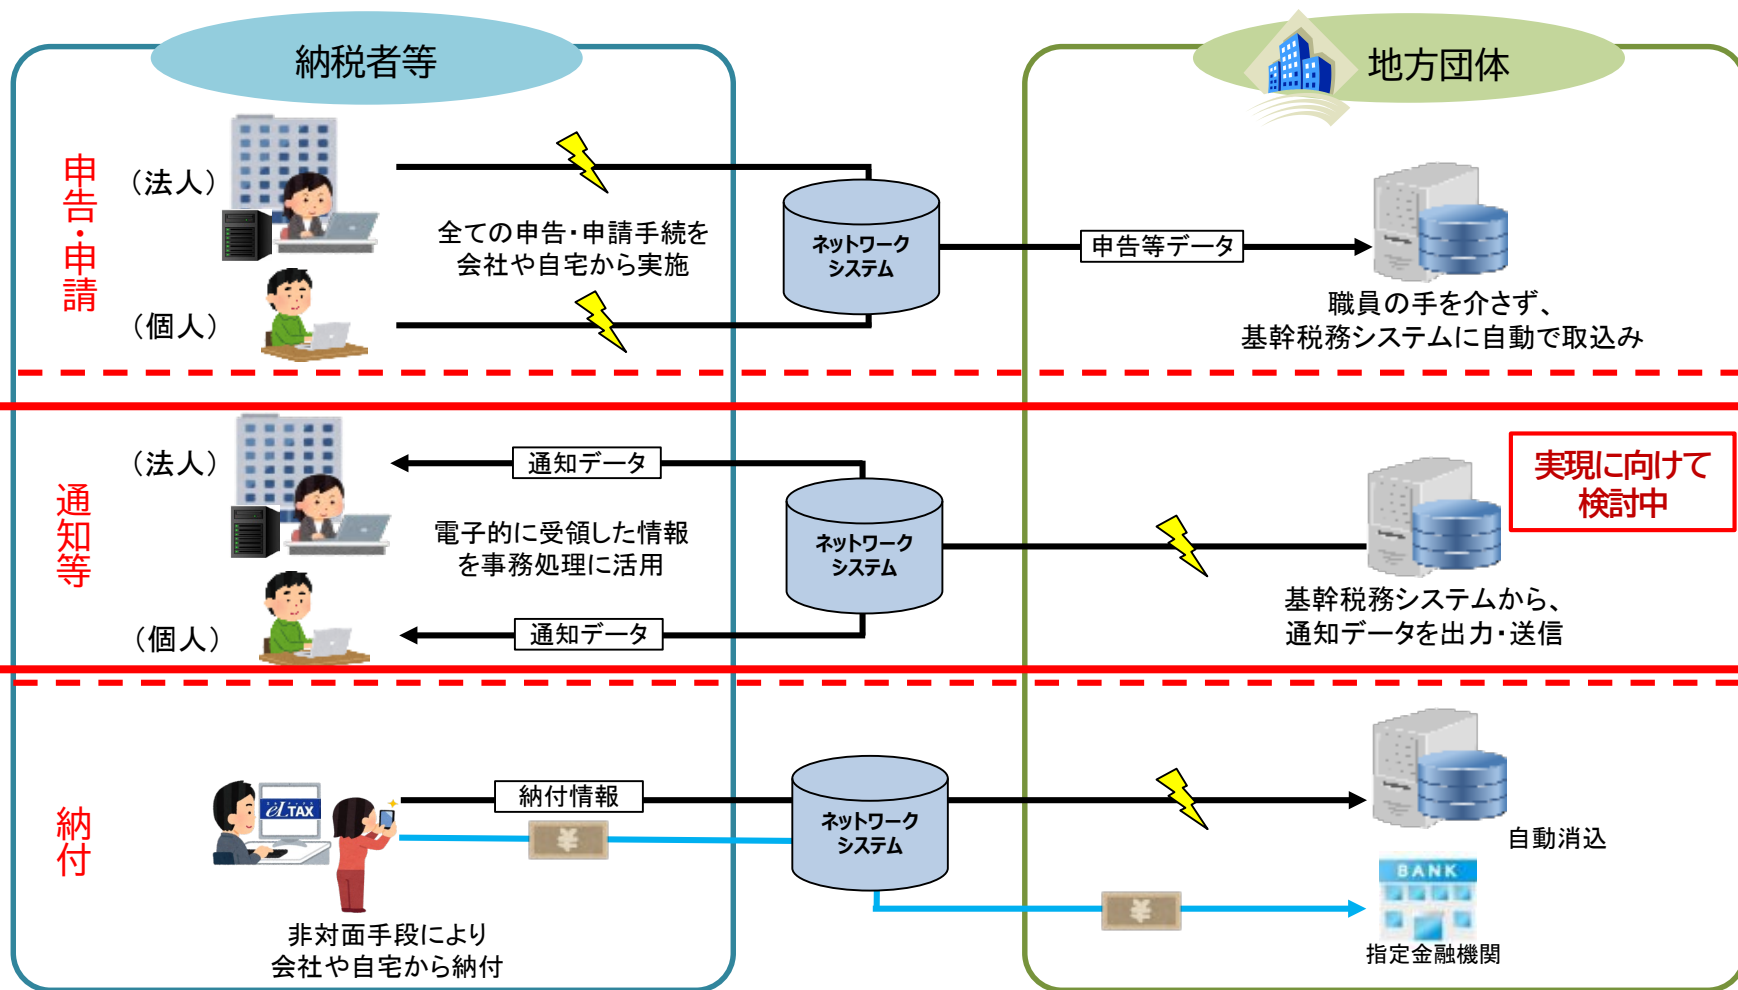 納税者等
地方団体
申告・申請
（法人）
全ての申告・申請手続を
会社や自宅から実施
（個人）
ネットワーク
システム
申告等データ
職員の手を介さず、
基幹税務システムに自動で取込み
通知等
（法人）
通知データ
電子的に受領した情報
を事務処理に活用
（個人）
通知データ
ネットワーク
システム
実現に向けて
検討中
基幹税務システムから、
通知データを出力・送信
納付
eLTAX
納付情報
¥
非対面手段により
会社や自宅から納付
ネットワーク
システム
自動消込
¥
BANK
指定金融機関